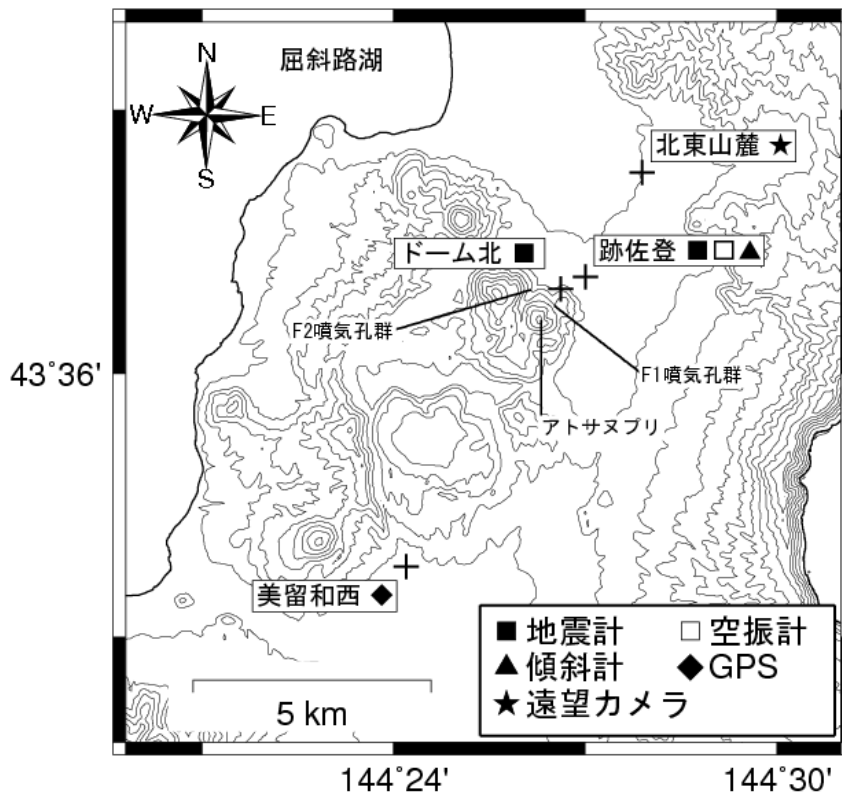 屈斜路湖
N
W E
S
北東山麓 ★
ドーム北 ■
跡佐登 ■□▲
F2噴気孔群
F1噴気孔群
43°36'
アトサヌプリ
美留和西 ◆
■地震計 □空振計
▲傾斜計 ◆GPS
★遠望カメラ
5 km
144°24' 144°30'